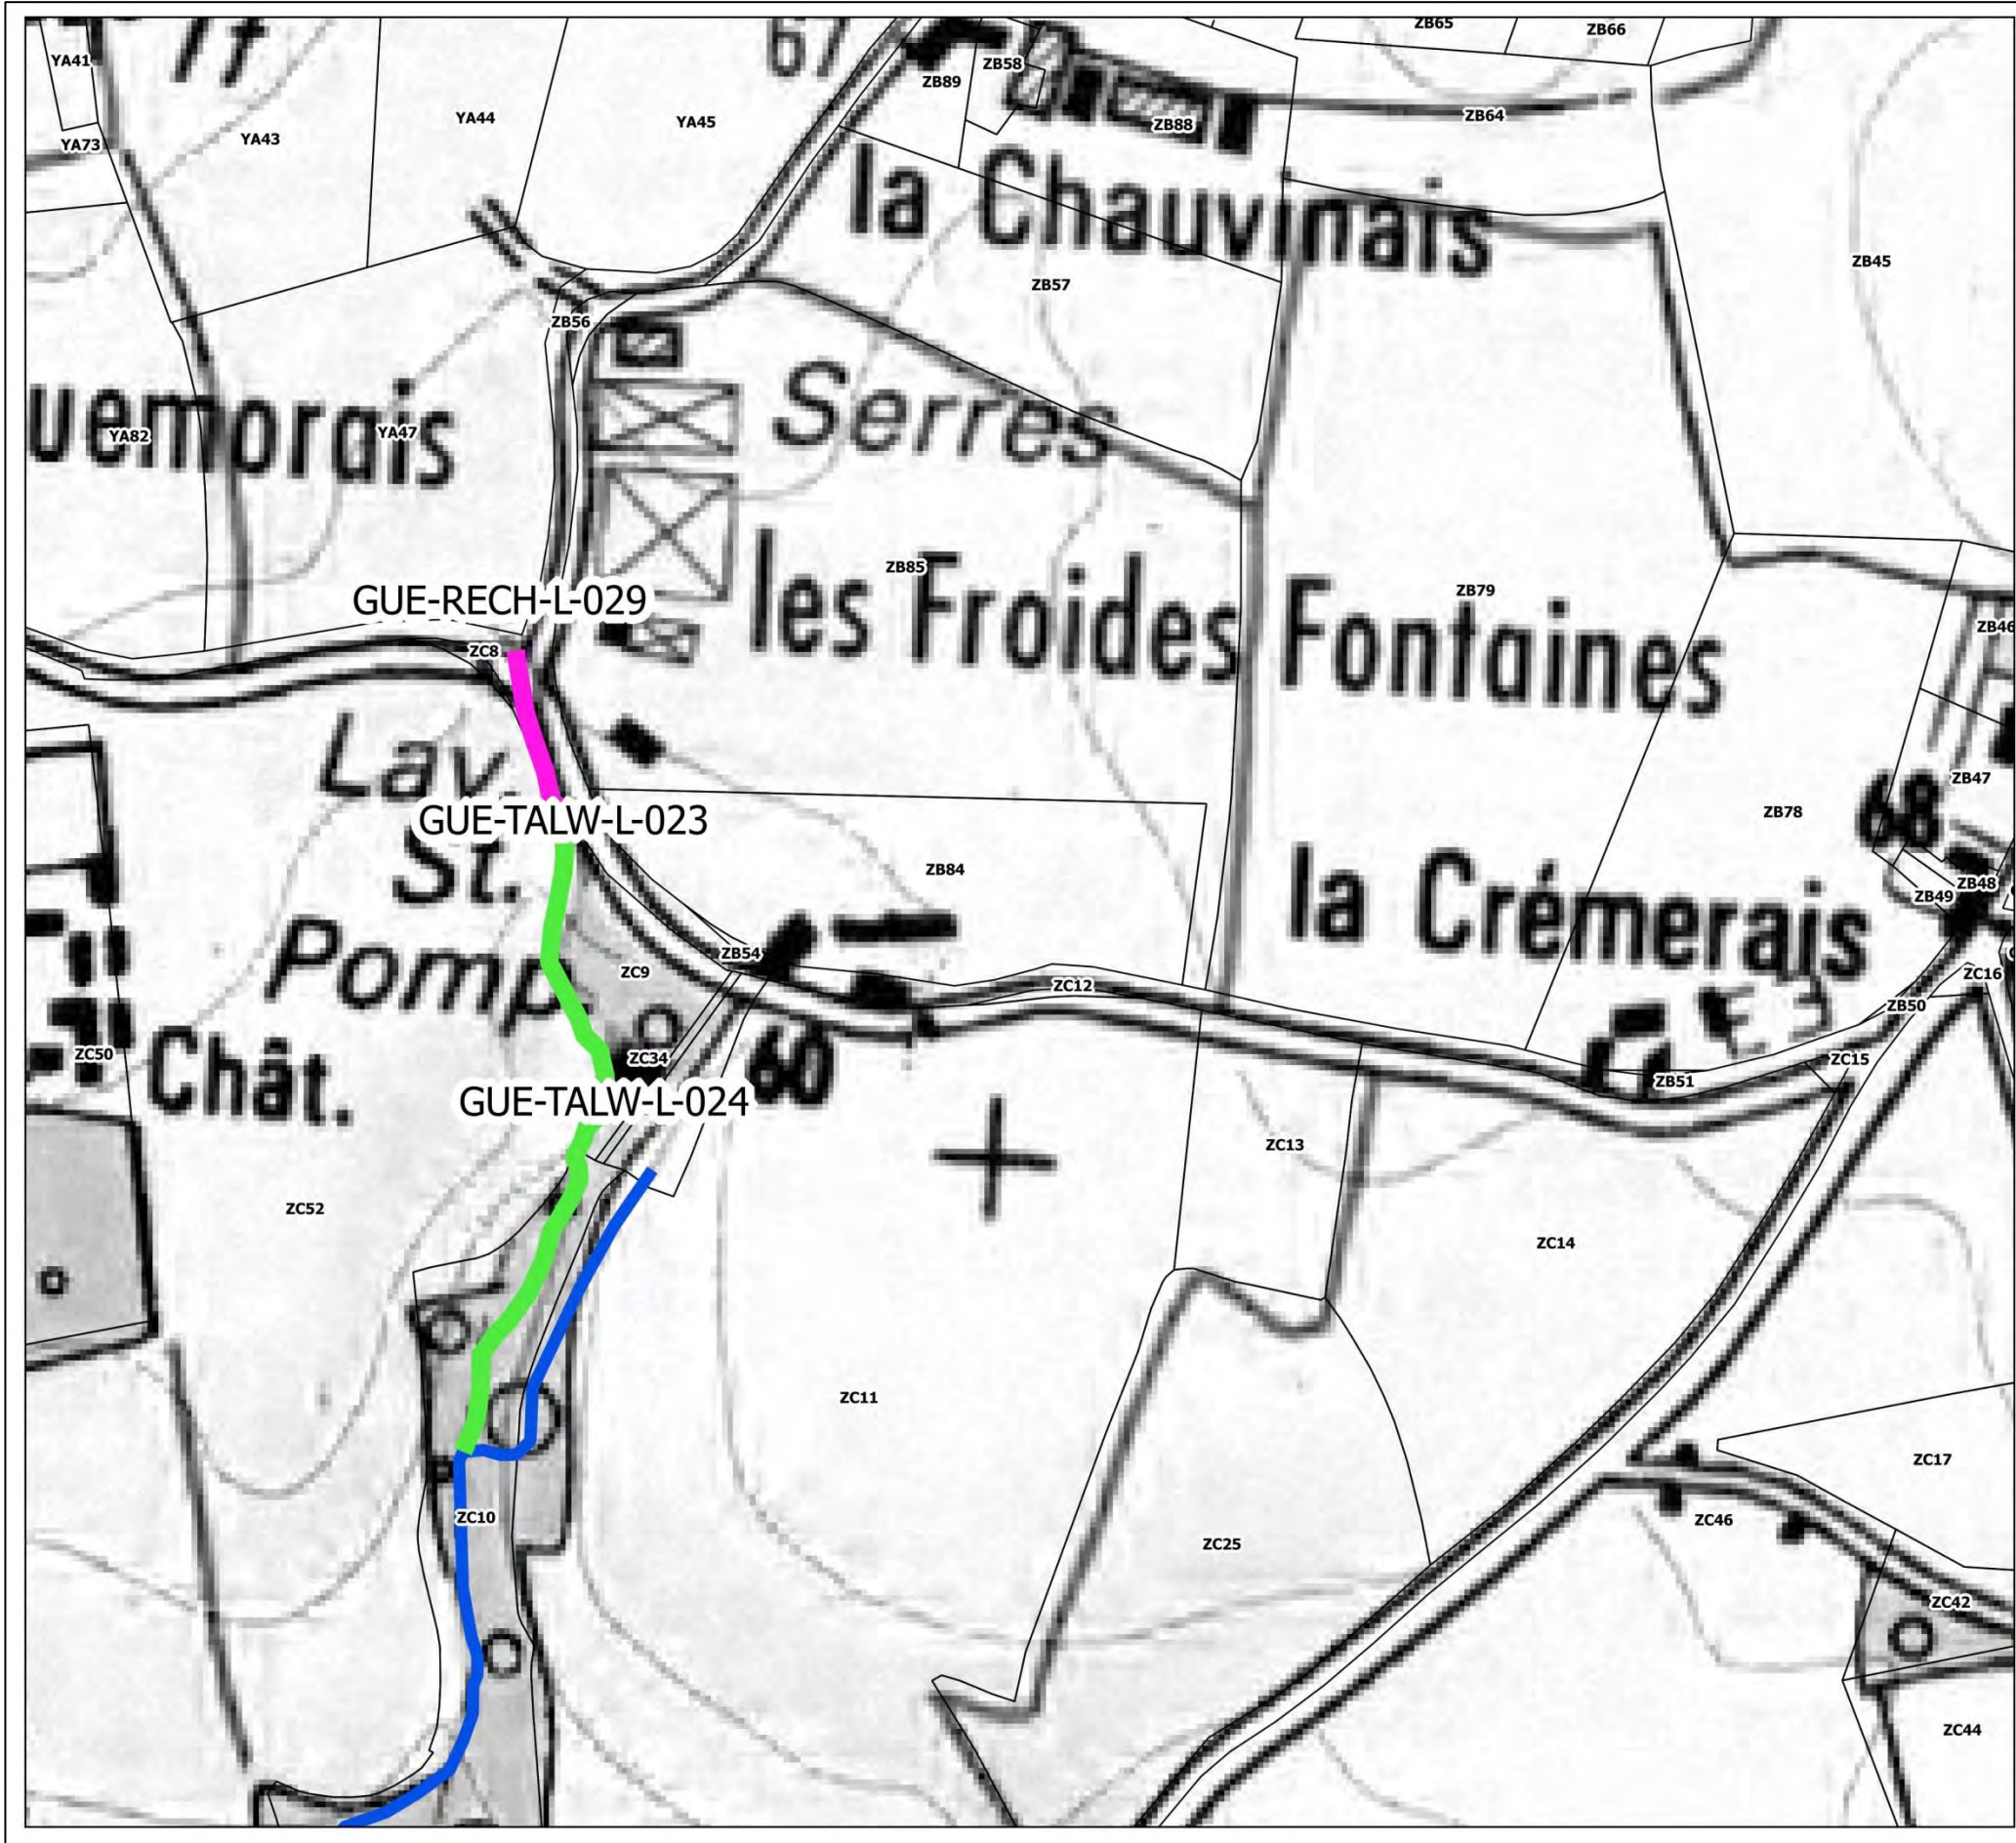 ZB65
ZB66
YA41
67
ZB58
ZB89
YA44
YA45
ZB88
ZB64
YA43
YA73
la Chauvinais
ZB45
ZB57
ZB56
Serres
uemorais
YA82
YA47
les Froides Fontaines
ZB85
ZB79
GUE-RECH-L-029
ZB46
ZC8
Lav.
ZB47
GUE-TALW-L-023
68
ZB78
St.
ZB84
ZB48
ZB49
la Crémerais
Pomp
ZB54
ZC9
ZC16
ZC12
ZB50
ZC50
Chât.
ZC34
60
ZC15
ZB51
GUE-TALW-L-024
ZC13
ZC52
ZC14
ZC11
ZC17
ZC10
ZC46
ZC25
ZC42
ZC44